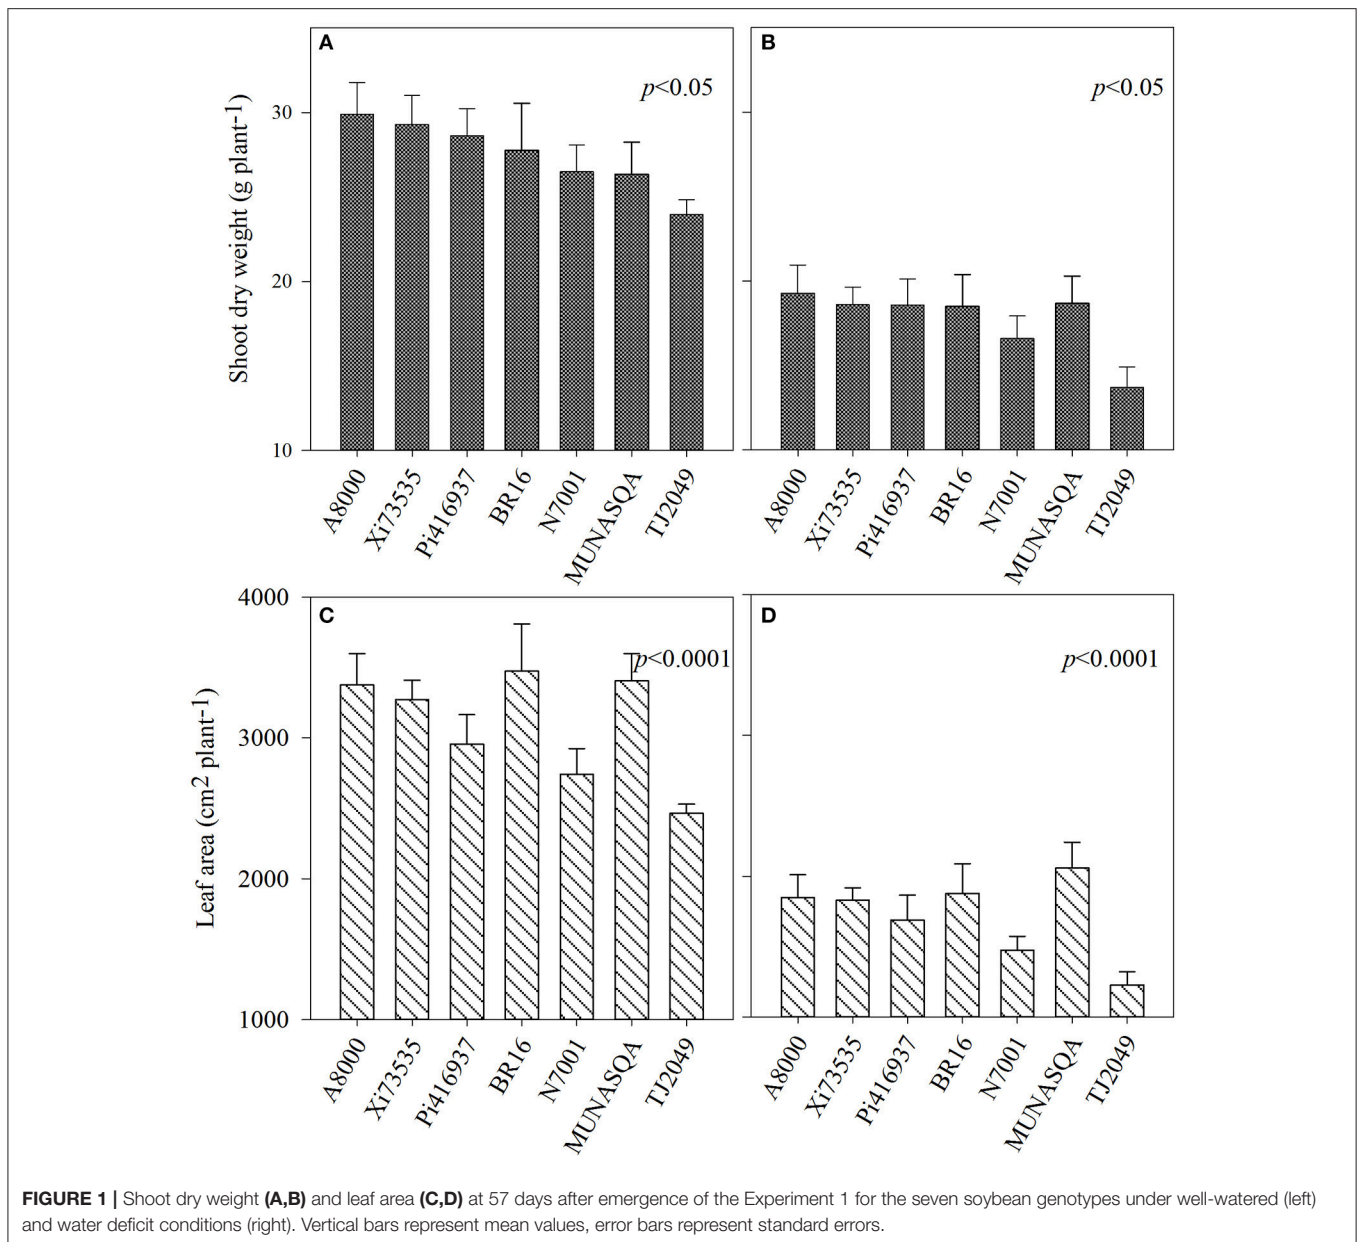 A
p<0.05
B
p<0.05
Shoot dry weight (g plant-1)
30
20
10
A8000
Xi73535
Pi416937
BR16
N7001
MUNASQA
TJ2049
A8000
Xi73535
Pi416937
BR16
N7001
MUNASQA
TJ2049
C
p<0.0001
D
p<0.0001
Leaf area (cm2 plant-1)
4000
3000
2000
1000
A8000
Xi73535
Pi416937
BR16
N7001
MUNASQA
TJ2049
A8000
Xi73535
Pi416937
BR16
N7001
MUNASQA
TJ2049
FIGURE 1 | Shoot dry weight (A,B) and leaf area (C,D) at 57 days after emergence of the Experiment 1 for the seven soybean genotypes under well-watered (left)
and water deficit conditions (right). Vertical bars represent mean values, error bars represent standard errors.